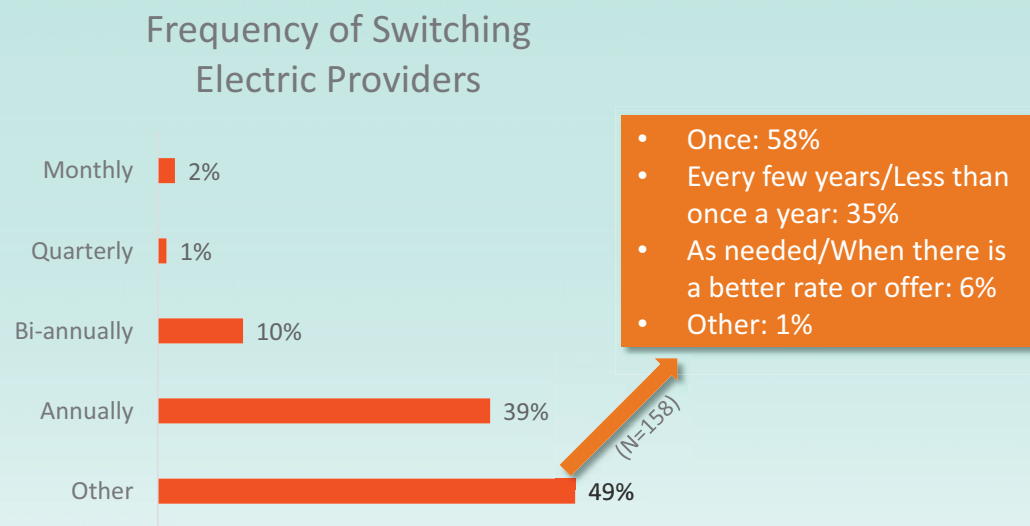 Frequency of Switching
Electric Providers
Monthly 2%
Quarterly 1%
Bi-annually 10%
Annually 39%
Other 49%
(N=158)
• Once: 58%
• Every few years/Less than
once a year: 35%
• As needed/When there is
a better rate or offer: 6%
• Other: 1%